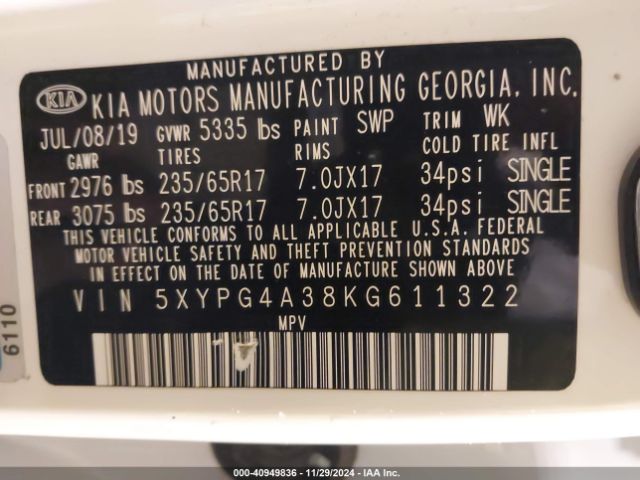 MANUFACTURED BY
KIA KIA MOTORS MANUFACTURING GEORGIA, INC.
JUL/08/19 GVWR 5335 lbs PAINT SWP TRIM WK
GAWR TIRES RIMS COLD TIRE INFL
FRONT 2976 lbs 235/65R17 7.0JX17 34psi SINGLE
REAR 3075 lbs 235/65R17 7.0JX17 34psi SINGLE
THIS VEHICLE CONFORMS TO ALL APPLICABLE U.S.A. FEDERAL
MOTOR VEHICLE SAFETY AND THEFT PREVENTION STANDARDS
IN EFFECT ON THE DATE OF MANUFACTURE SHOWN ABOVE
VIN 5XYPG4A38KG611322
MPV
6110
000-40949836 - 11/29/2024 - IAA Inc.